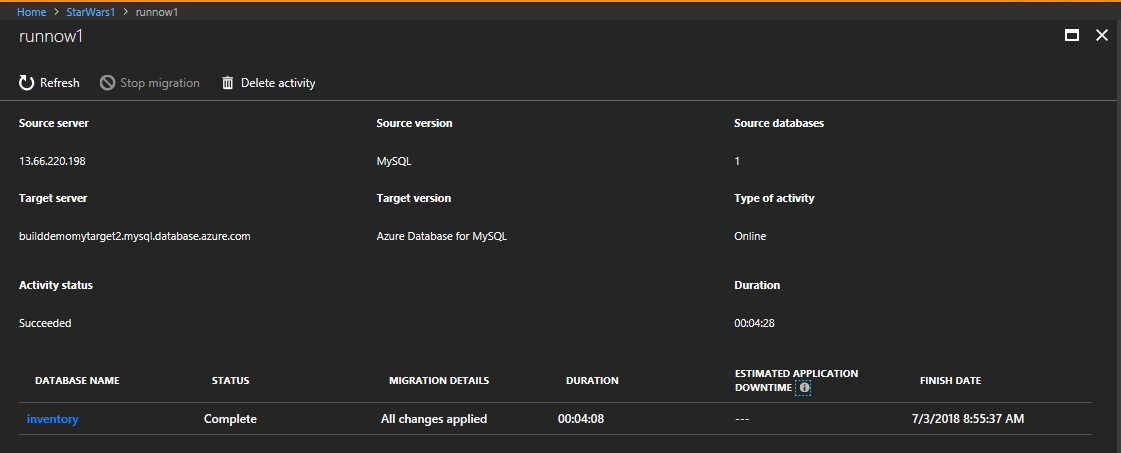 Home > StarWars1 > runnow1
runnow1
Refresh Stop migration Delete activity
Source server Source version Source databases
13.66.220.198 MySQL 1
Target server Target version Type of activity
builddemomytarget2.mysql.database.azure.com Azure Database for MySQL Online
Activity status Duration
Succeeded 00:04:28
DATABASE NAME STATUS MIGRATION DETAILS DURATION ESTIMATED APPLICATION DOWNTIME FINISH DATE
inventory Complete All changes applied 00:04:08 --- 7/3/2018 8:55:37 AM